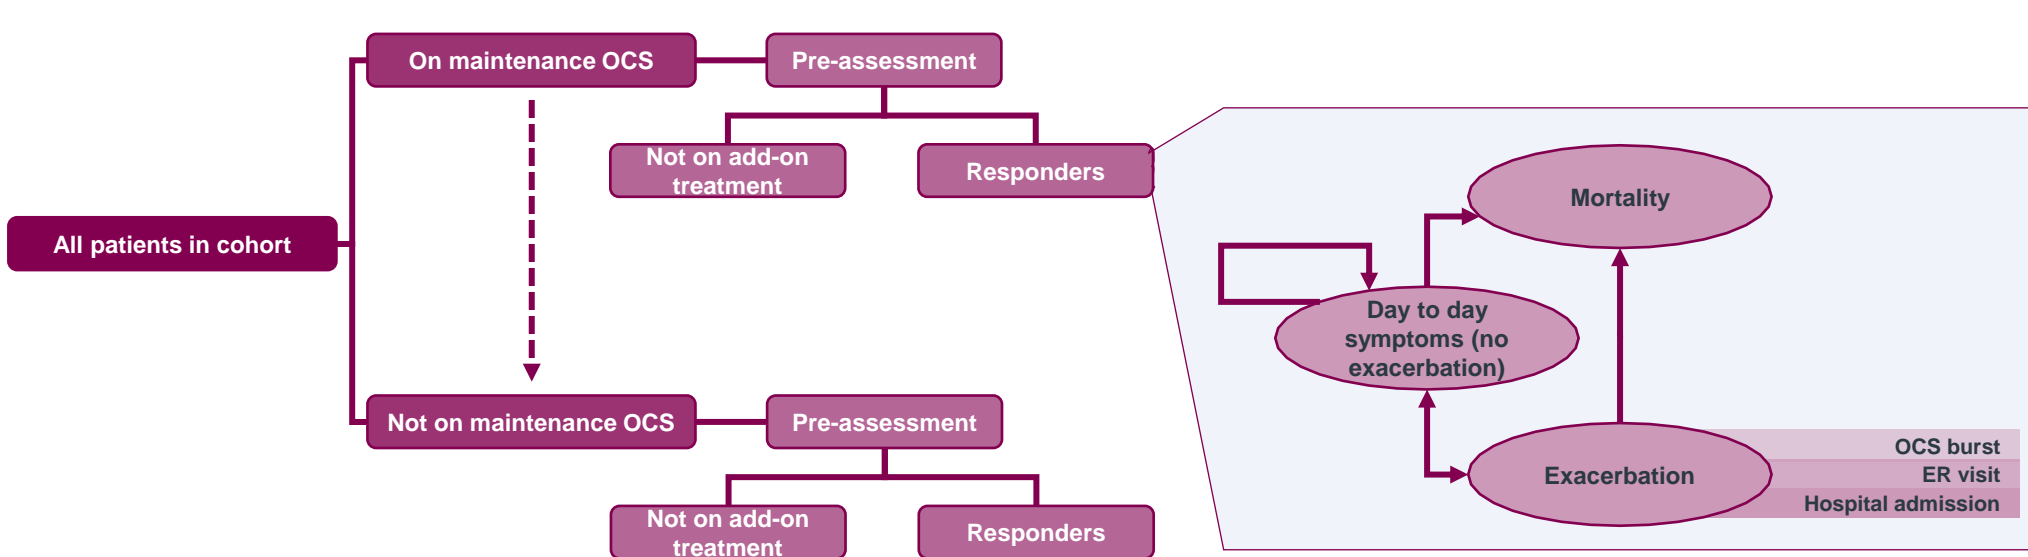 On maintenance OCS
Pre-assessment
Not on add-on
treatment
Responders
All patients in cohort
Not on maintenance OCS
Pre-assessment
Not on add-on
treatment
Responders
Mortality
Day to day
symptoms (no
exacerbation)
Exacerbation
OCS burst
ER visit
Hospital admission